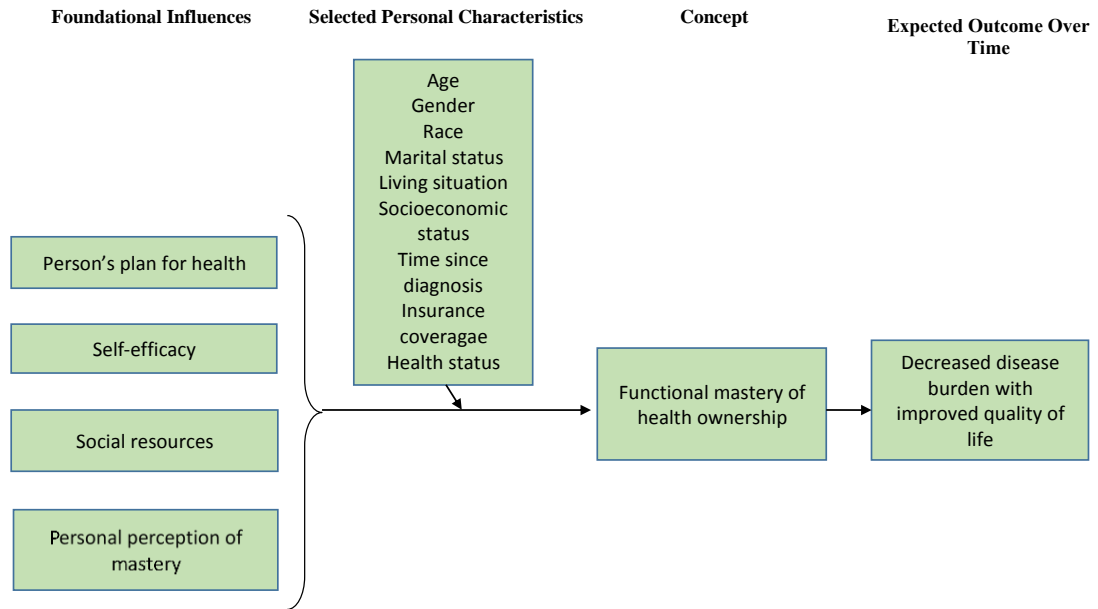 Foundational Influences
Selected Personal Characteristics
Concept
Expected Outcome Over
Time
Age
Gender
Race
Marital status
Living situation
Socioeconomic
status
Time since
diagnosis
Insurance
coveragae
Health status
Person’s plan for health
Self-efficacy
Social resources
Personal perception of
mastery
Functional mastery of
health ownership
Decreased disease
burden with
improved quality of
life